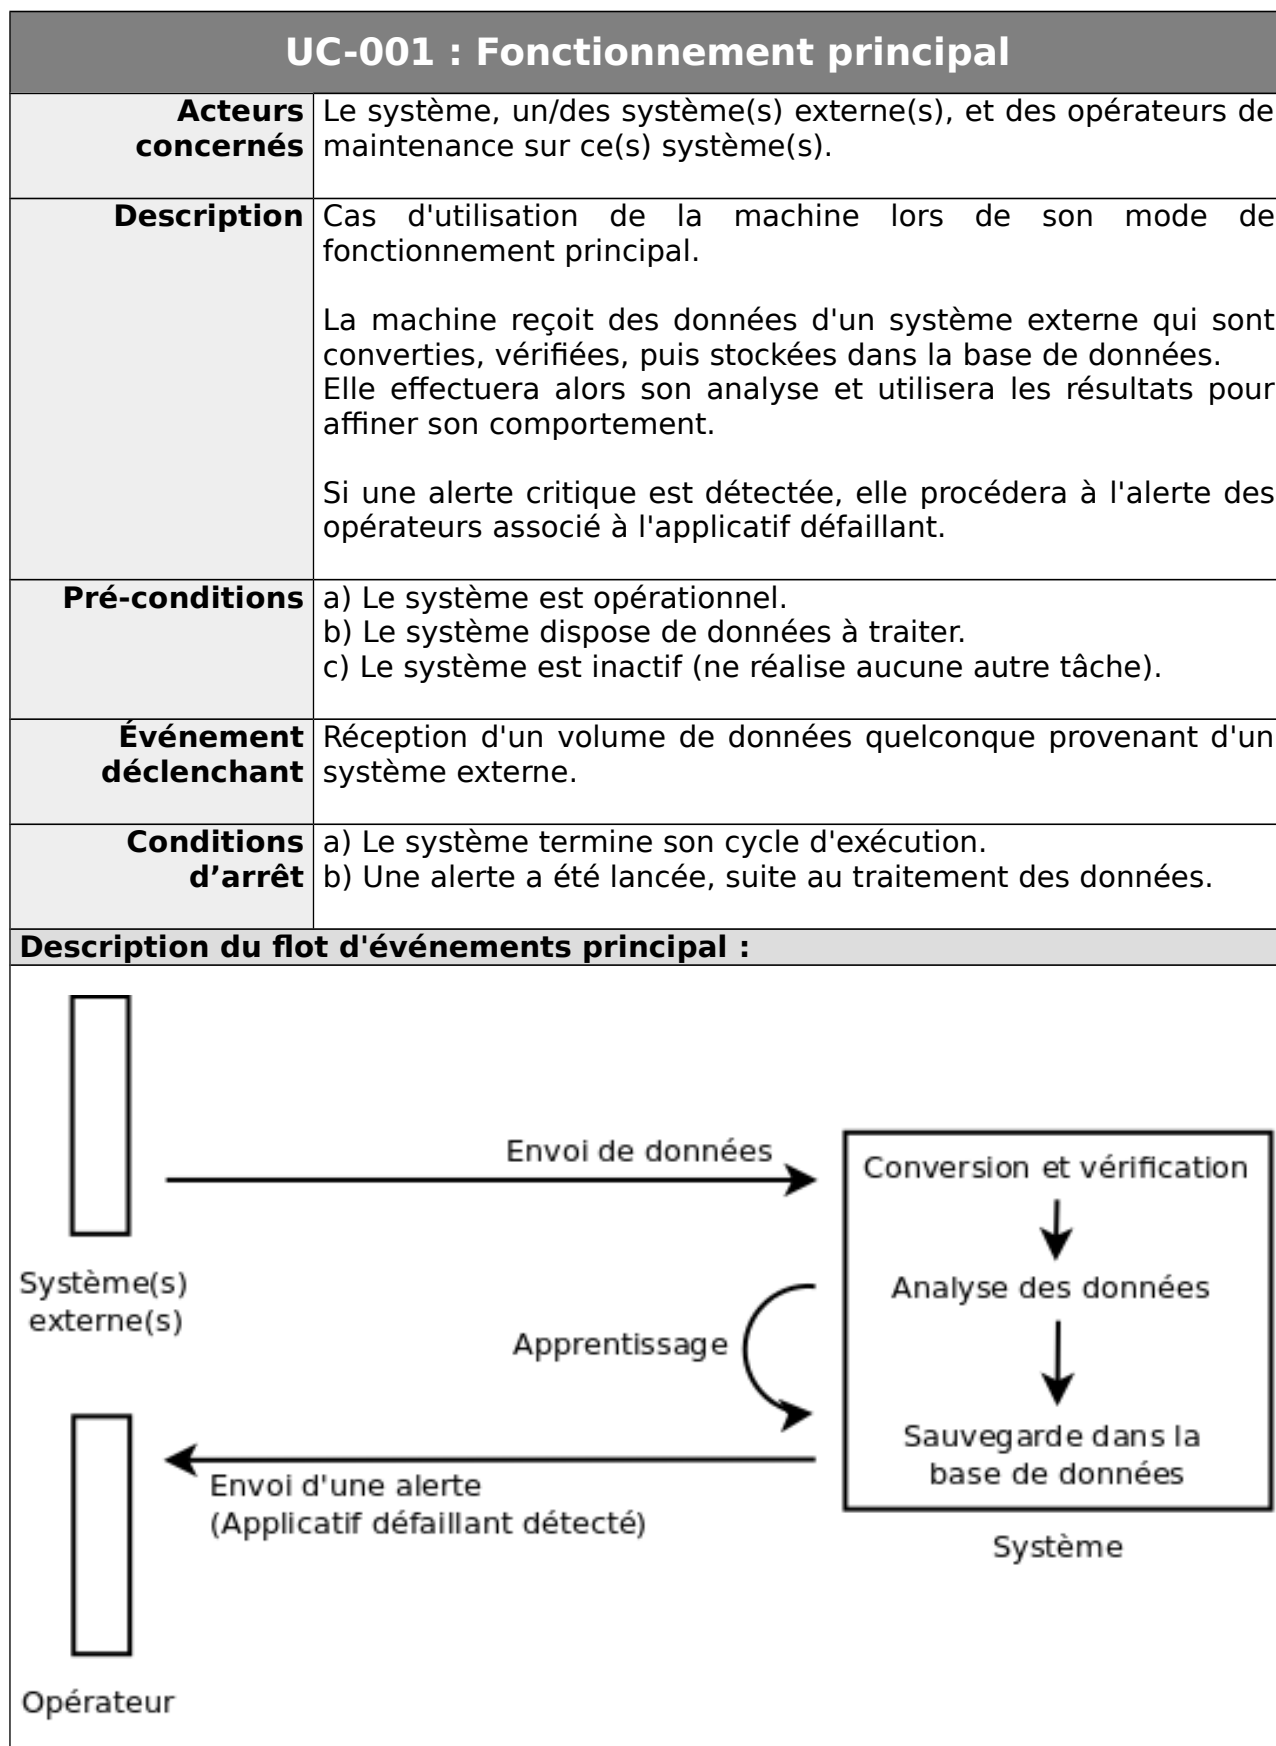 UC-001 : Fonctionnement principal
Acteurs concernés
Le système, un/des système(s) externe(s), et des opérateurs de
maintenance sur ce(s) système(s).
Description
Cas d'utilisation de la machine lors de son mode de
fonctionnement principal.
La machine reçoit des données d'un système externe qui sont
converties, vérifiées, puis stockées dans la base de données.
Elle effectuera alors son analyse et utilisera les résultats pour
affiner son comportement.
Si une alerte critique est détectée, elle procédera à l'alerte des
opérateurs associé à l'applicatif défaillant.
Pré-conditions
a) Le système est opérationnel.
b) Le système dispose de données à traiter.
c) Le système est inactif (ne réalise aucune autre tâche).
Événement
déclenchant
Réception d'un volume de données quelconque provenant d'un
système externe.
Conditions
d’arrêt
a) Le système termine son cycle d'exécution.
b) Une alerte a été lancée, suite au traitement des données.
Description du flot d'événements principal :
Envoi de données
Conversion et vérification
Système(s)
externe(s)
Analyse des données
Apprentissage
Sauvegarde dans la
base de données
Envoi d'une alerte
(Applicatif défaillant détecté)
Système
Opérateur